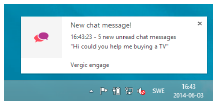 New chat message!
16:43:23 - 5 new unread chat messages
"Hi could you help me buying a TV"
Vergic engage
SWE
16:43
2014-06-03